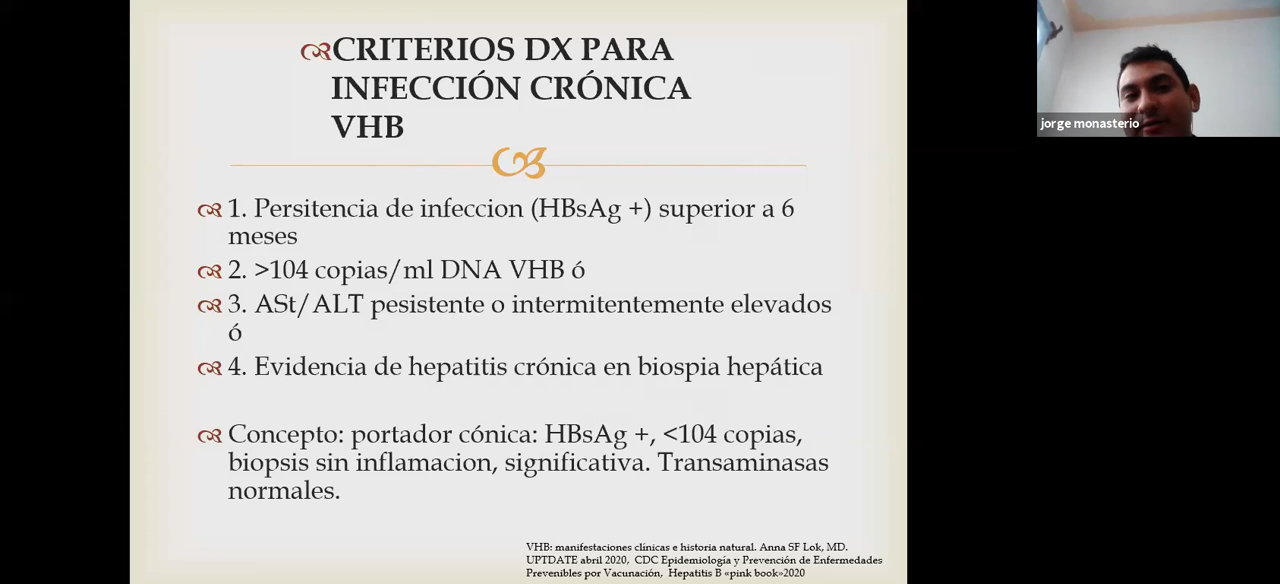 CRITERIOS DX PARA
INFECCIÓN CRÓNICA
VHB
1. Persitencia de infeccion (HBsAg +) superior a 6
meses
2. >104 copias/ml DNA VHB ó
3. ASt/ALT pesistente o intermitentemente elevados
ó
4. Evidencia de hepatitis crónica en biospia hepática
Concepto: portador cónica: HBsAg +, <104 copias,
biopsis sin inflamacion, significativa. Transaminasas
normales.
VHB: manifestaciones clínicas e historia natural. Anna SF Lok, MD.
UPTDATE abril 2020, CDC Epidemiología y Prevención de Enfermedades
Prevenibles por Vacunación, Hepatitis B «pink book»2020
jorge monasterio